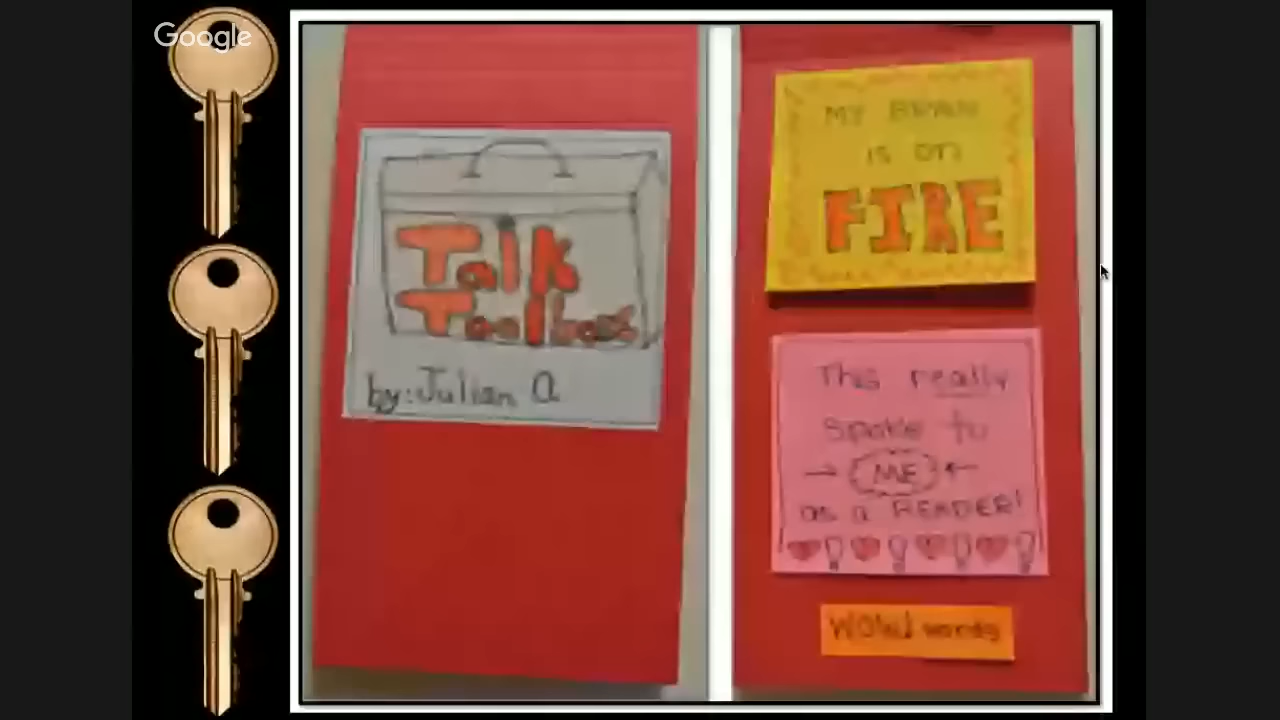 Google
Talk
Toolbox
by: Julian A
MY BRAIN
is on
FIRE
This really
spoke to
→ ME ←
as a READER!
WOW! words